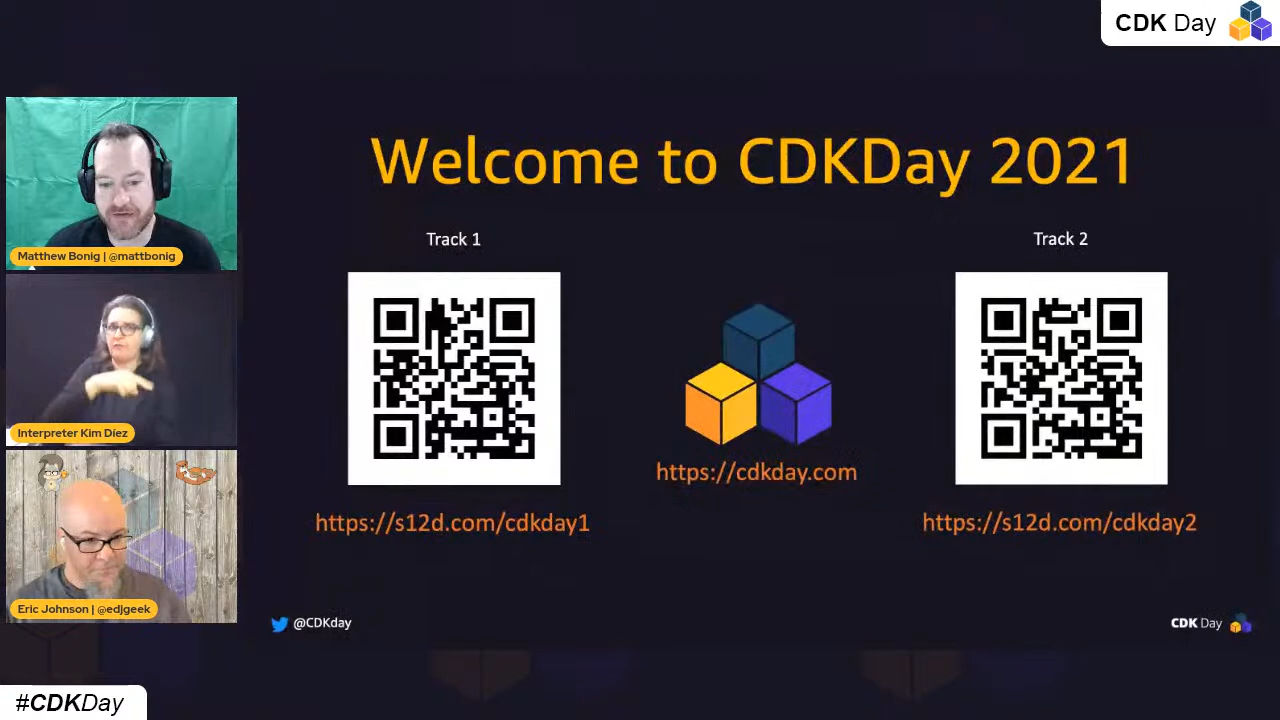 CDK Day
Welcome to CDKDay 2021
Track 1
Track 2
Matthew Bonig | @mattbonig
Interpreter Kim Díez
https://cdkday.com
https://s12d.com/cdkday1
https://s12d.com/cdkday2
Eric Johnson | @edjgeek
@CDKday
CDK Day
#CDKDay